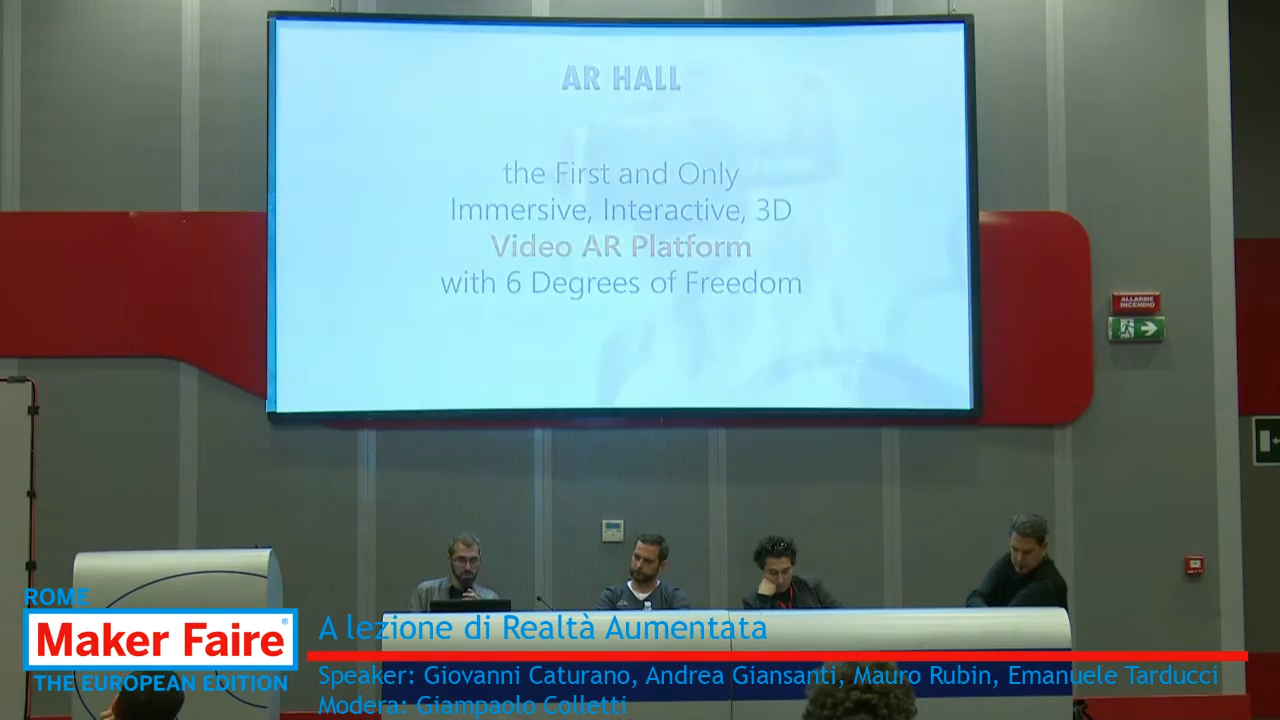 AR HALL
the First and Only
Immersive, Interactive, 3D
Video AR Platform
with 6 Degrees of Freedom
ALLARME
INCENDIO
ROME
Maker Faire®
THE EUROPEAN EDITION
A lezione di Realtà Aumentata
Speaker: Giovanni Caturano, Andrea Giansanti, Mauro Rubin, Emanuele Tarducci
Modera: Giampaolo Colletti